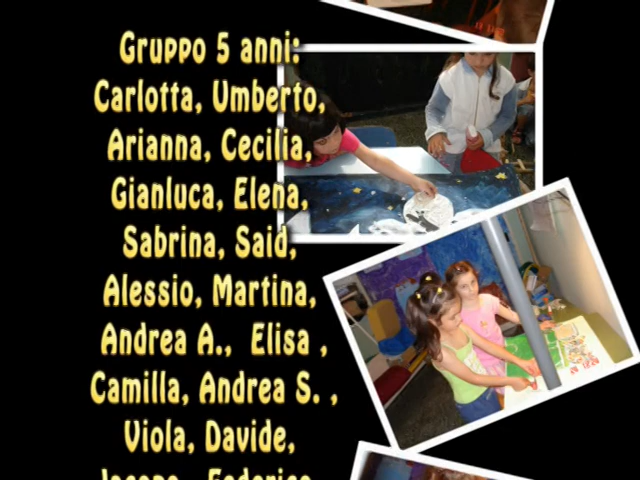 Gruppo 5 anni:
Carlotta, Umberto,
Arianna, Cecilia,
Gianluca, Elena,
Sabrina, Said,
Alessio, Martina,
Andrea A.,  Elisa ,
Camilla, Andrea S. ,
Viola, Davide,